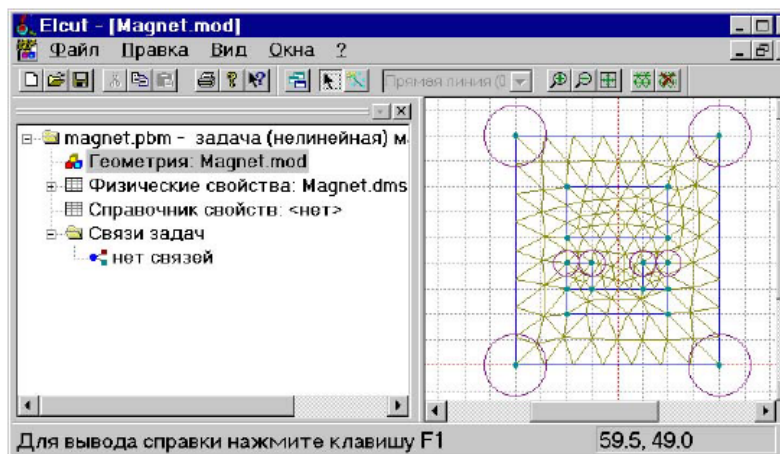 Elcut - [Magnet.mod]
Файл Правка Вид Окна ?
Прямая линия (0
magnet.pbm - задача (нелинейная) м
Геометрия: Magnet.mod
Физические свойства: Magnet.dms
Справочник свойств: <нет>
Связи задач
нет связей
Для вывода справки нажмите клавишу F1
59.5, 49.0